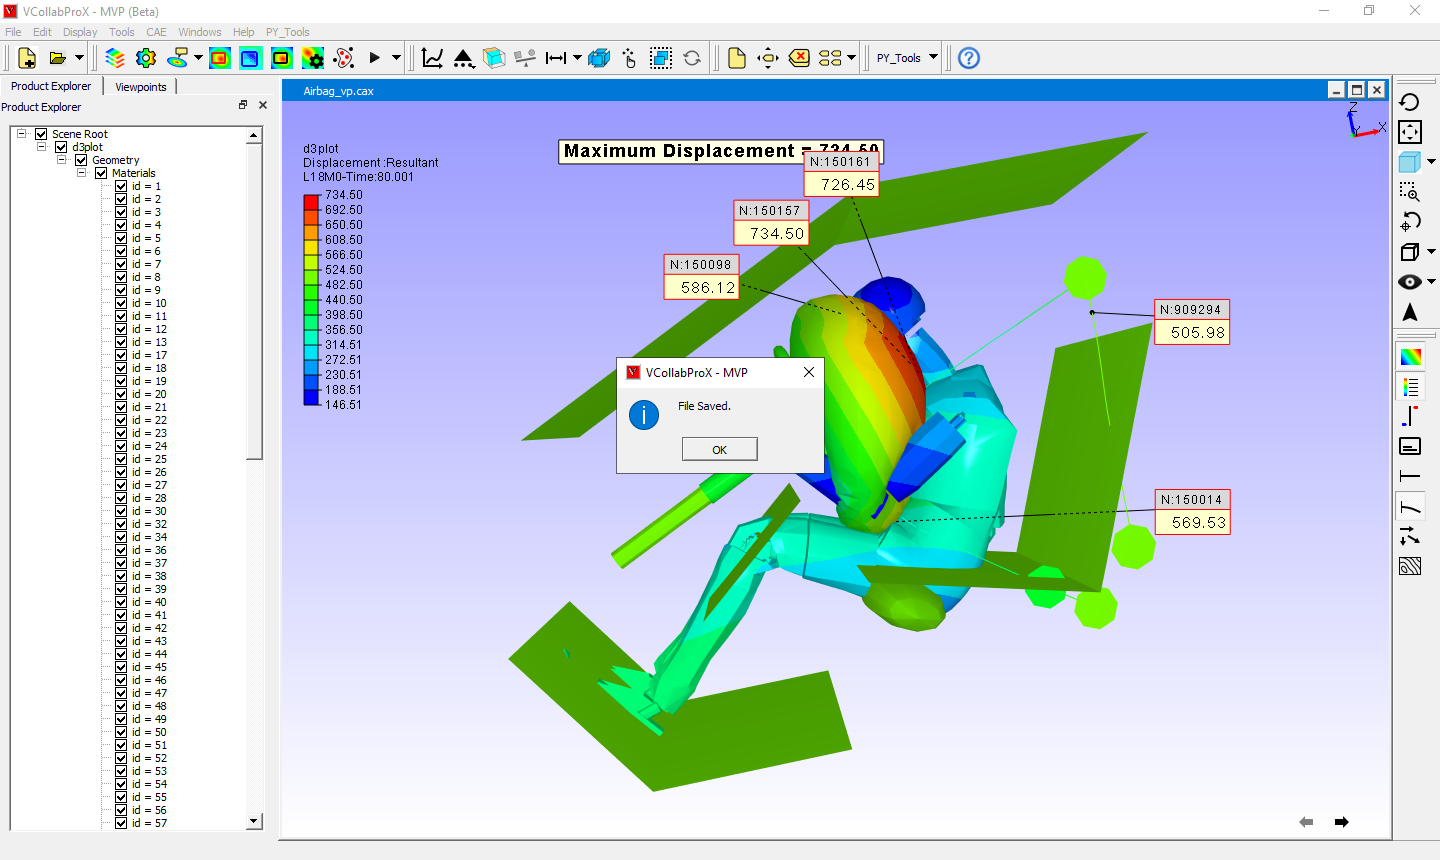 VCollabProX - MVP (Beta)
File Edit Display Tools CAE Windows Help PY_Tools
PY_Tools
Product Explorer Viewpoints
Product Explorer
Scene Root
d3plot
Geometry
Materials
id = 1
id = 2
id = 3
id = 4
id = 5
id = 6
id = 7
id = 8
id = 9
id = 10
id = 11
id = 12
id = 13
id = 17
id = 18
id = 19
id = 20
id = 21
id = 22
id = 23
id = 24
id = 25
id = 26
id = 27
id = 28
id = 30
id = 32
id = 34
id = 36
id = 37
id = 38
id = 39
id = 40
id = 41
id = 42
id = 43
id = 44
id = 45
id = 46
id = 47
id = 48
id = 49
id = 50
id = 51
id = 52
id = 53
id = 54
id = 55
id = 56
id = 57
Airbag_vp.cax
d3plot
Displacement :Resultant
L18M0-Time:80.001
734.50
692.50
650.50
608.50
566.50
524.50
482.50
440.50
398.50
356.50
314.51
272.51
230.51
188.51
146.51
Maximum Displacement = 734.50
N:150161
726.45
N:150157
734.50
N:150098
586.12
N:909294
505.98
N:150014
569.53
VCollabProX - MVP
File Saved.
OK
Z
X
Y